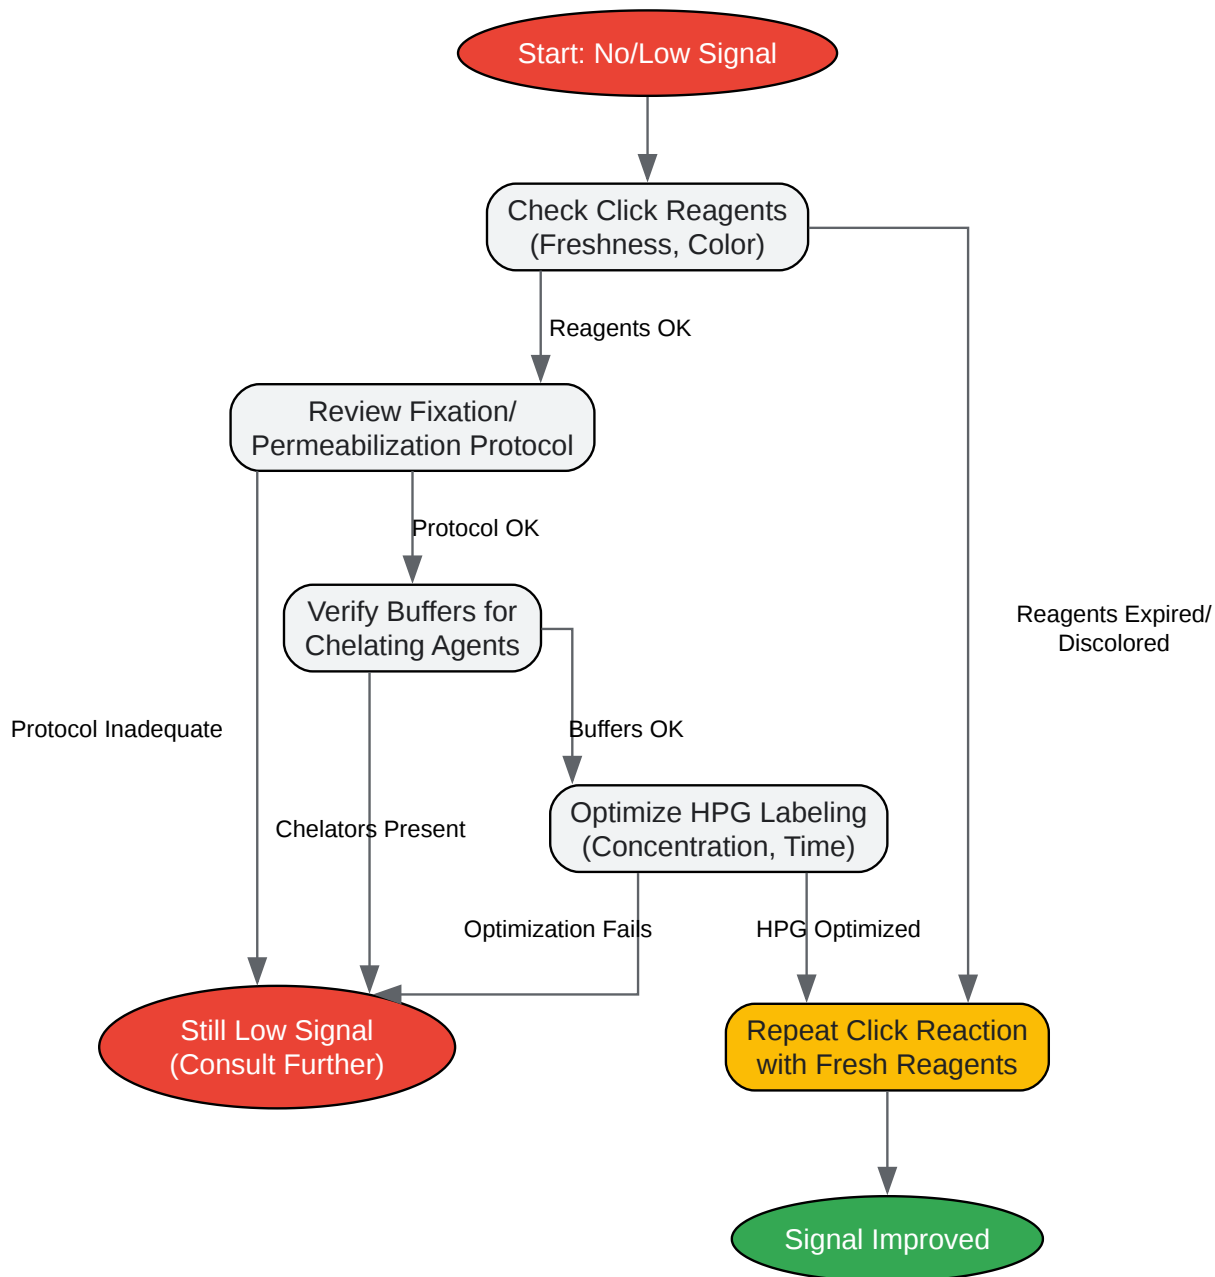 Start: No/Low Signal
Check Click Reagents
(Freshness, Color)
Reagents OK
Review Fixation/
Permeabilization Protocol
Protocol OK
Verify Buffers for
Chelating Agents
Reagents Expired/
Discolored
Protocol Inadequate
Buffers OK
Optimize HPG Labeling
(Concentration, Time)
Chelators Present
Optimization Fails
HPG Optimized
Still Low Signal
(Consult Further)
Repeat Click Reaction
with Fresh Reagents
Signal Improved